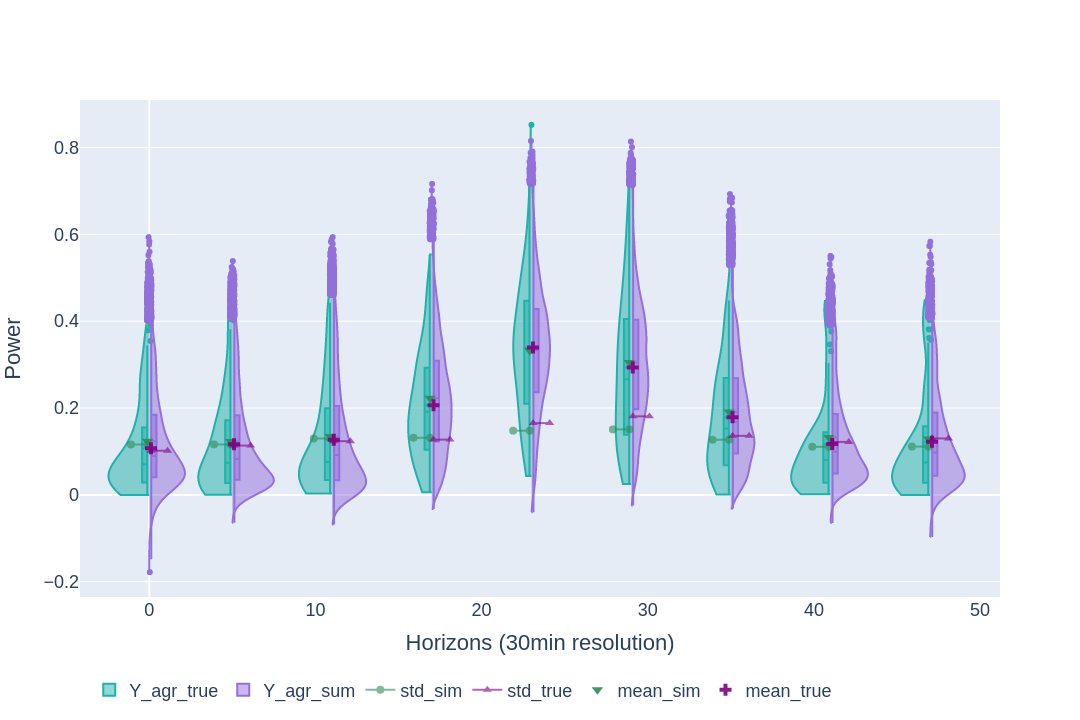 0.8
0.6
0.4
0.2
0
−0.2
Power
0 10 20 30 40 50
Horizons (30min resolution)
Y_agr_true Y_agr_sum std_sim std_true mean_sim mean_true